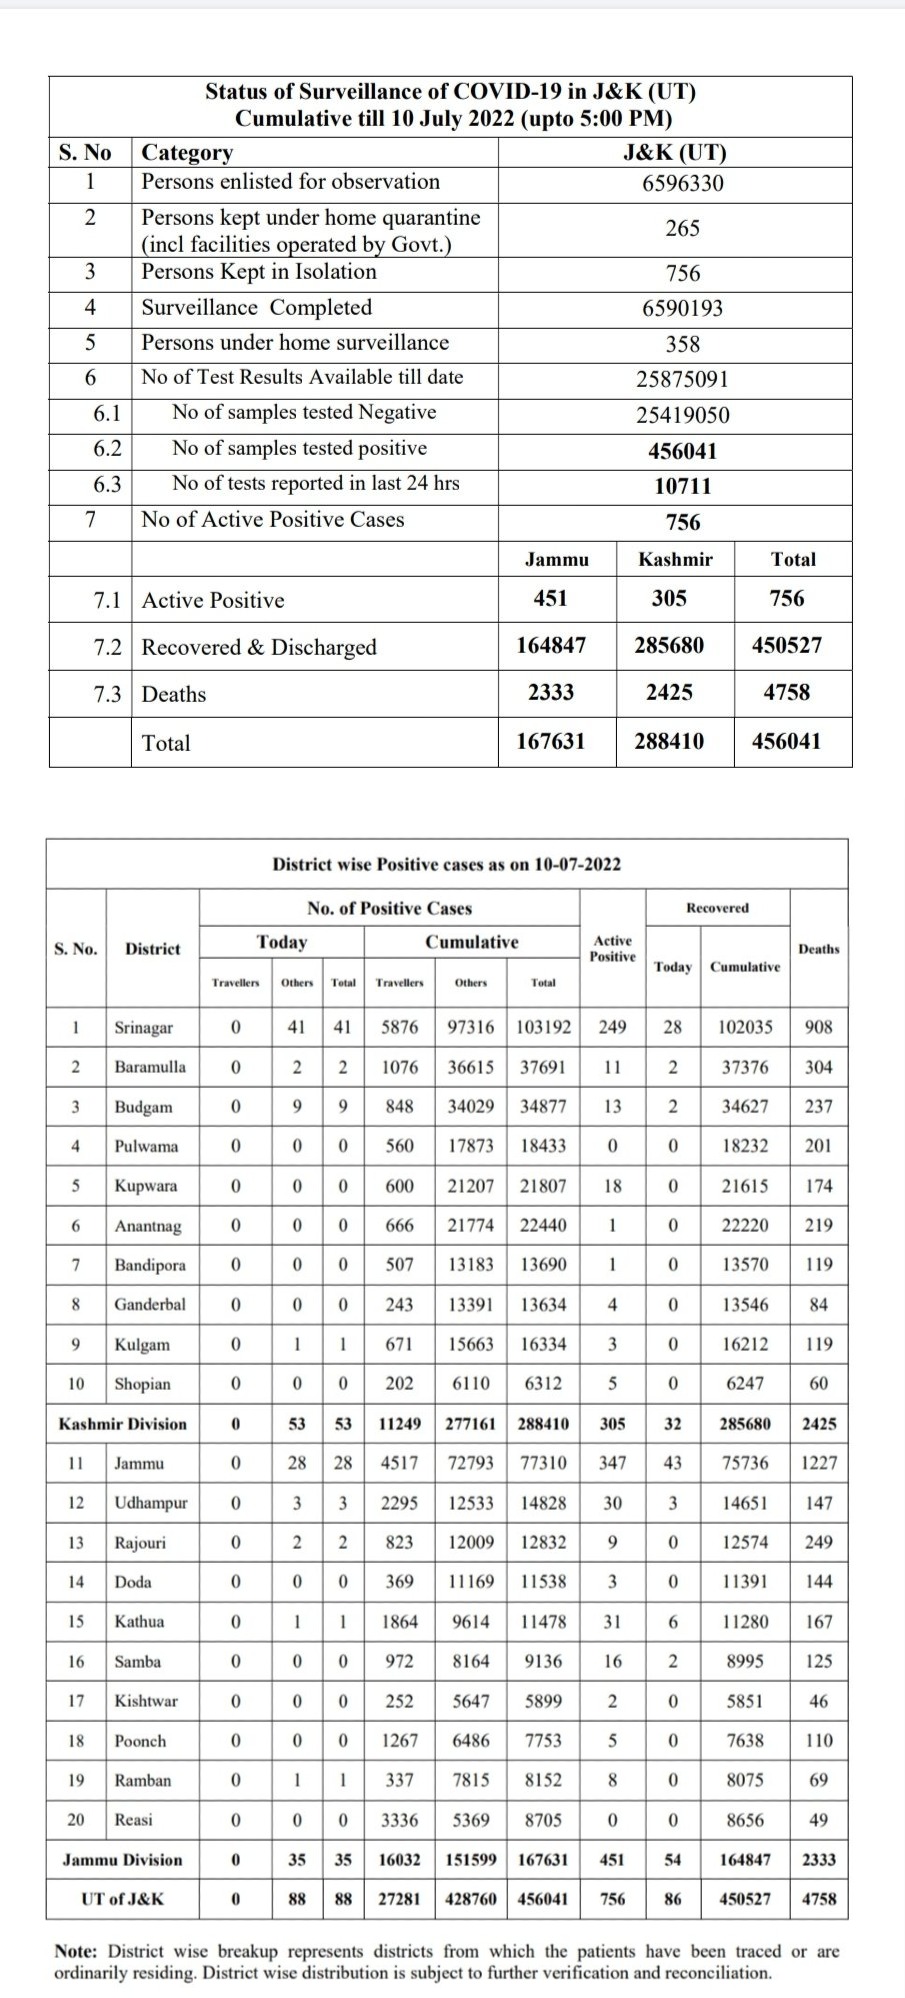 Status of Surveillance of COVID-19 in J&K (UT)
Cumulative till 10 July 2022 (upto 5:00 PM)
S. No Category J&K (UT)
1 Persons enlisted for observation 6596330
2 Persons kept under home quarantine
(incl facilities operated by Govt.) 265
3 Persons Kept in Isolation 756
4 Surveillance Completed 6590193
5 Persons under home surveillance 358
6 No of Test Results Available till date 25875091
6.1 No of samples tested Negative 25419050
6.2 No of samples tested positive 456041
6.3 No of tests reported in last 24 hrs 10711
7 No of Active Positive Cases 756
Jammu Kashmir Total
7.1 Active Positive 451 305 756
7.2 Recovered & Discharged 164847 285680 450527
7.3 Deaths 2333 2425 4758
Total 167631 288410 456041
District wise Positive cases as on 10-07-2022
S. No. District No. of Positive Cases Active Positive Recovered Deaths
Today Cumulative Today Cumulative
Travellers Others Total Travellers Others Total
1 Srinagar 0 41 41 5876 97316 103192 249 28 102035 908
2 Baramulla 0 2 2 1076 36615 37691 11 2 37376 304
3 Budgam 0 9 9 848 34029 34877 13 2 34627 237
4 Pulwama 0 0 0 560 17873 18433 0 0 18232 201
5 Kupwara 0 0 0 600 21207 21807 18 0 21615 174
6 Anantnag 0 0 0 666 21774 22440 1 0 22220 219
7 Bandipora 0 0 0 507 13183 13690 1 0 13570 119
8 Ganderbal 0 0 0 243 13391 13634 4 0 13546 84
9 Kulgam 0 1 1 671 15663 16334 3 0 16212 119
10 Shopian 0 0 0 202 6110 6312 5 0 6247 60
Kashmir Division 0 53 53 11249 277161 288410 305 32 285680 2425
11 Jammu 0 28 28 4517 72793 77310 347 43 75736 1227
12 Udhampur 0 3 3 2295 12533 14828 30 3 14651 147
13 Rajouri 0 2 2 823 12009 12832 9 0 12574 249
14 Doda 0 0 0 369 11169 11538 3 0 11391 144
15 Kathua 0 1 1 1864 9614 11478 31 6 11280 167
16 Samba 0 0 0 972 8164 9136 16 2 8995 125
17 Kishtwar 0 0 0 252 5647 5899 2 0 5851 46
18 Poonch 0 0 0 1267 6486 7753 5 0 7638 110
19 Ramban 0 1 1 337 7815 8152 8 0 8075 69
20 Reasi 0 0 0 3336 5369 8705 0 0 8656 49
Jammu Division 0 35 35 16032 151599 167631 451 54 164847 2333
UT of J&K 0 88 88 27281 428760 456041 756 86 450527 4758
Note: District wise breakup represents districts from which the patients have been traced or are
ordinarily residing. District wise distribution is subject to further verification and reconciliation.